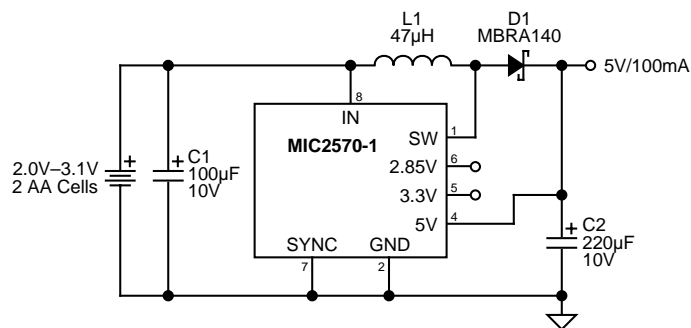 L1
47µH
D1
MBRA140
5V/100mA
8
IN
MIC2570-1
SW
1
2.85V
6
3.3V
5
5V
4
SYNC
GND
7
2
2.0V–3.1V
2 AA Cells
+
+
C1
100µF
10V
+
C2
220µF
10V